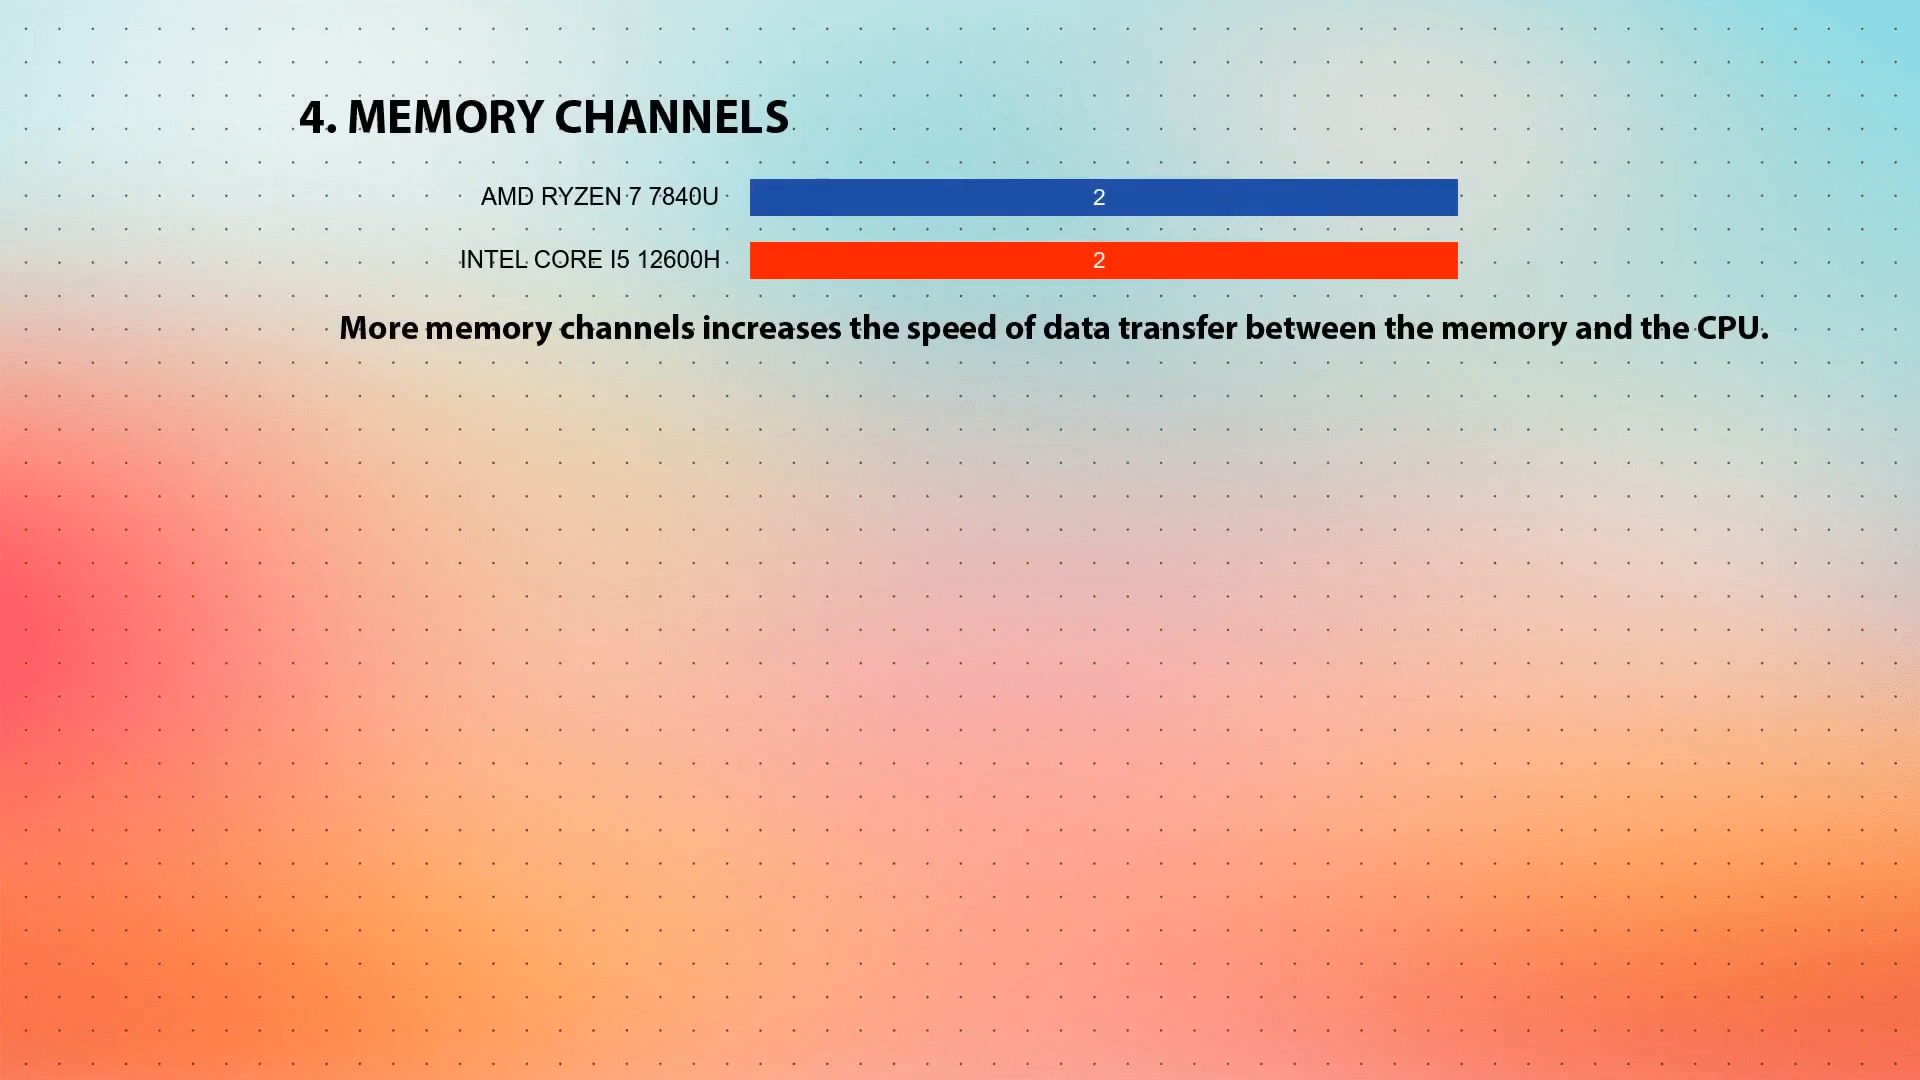 4. MEMORY CHANNELS
AMD RYZEN 7 7840U 2
INTEL CORE I5 12600H 2
More memory channels increases the speed of data transfer between the memory and the CPU.